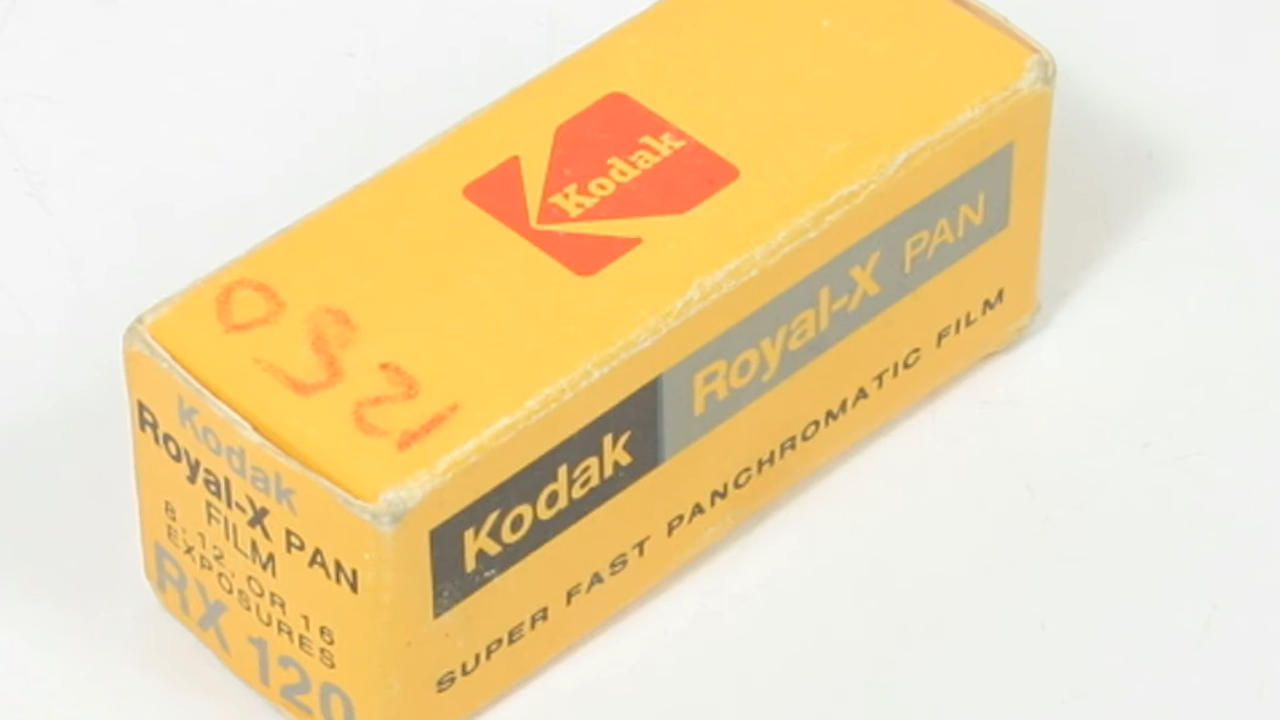 Kodak
1250
Kodak Royal-X PAN
SUPER FAST PANCHROMATIC FILM
Kodak
Royal-X PAN
FILM
8, 12, OR 16
EXPOSURES
RX 120